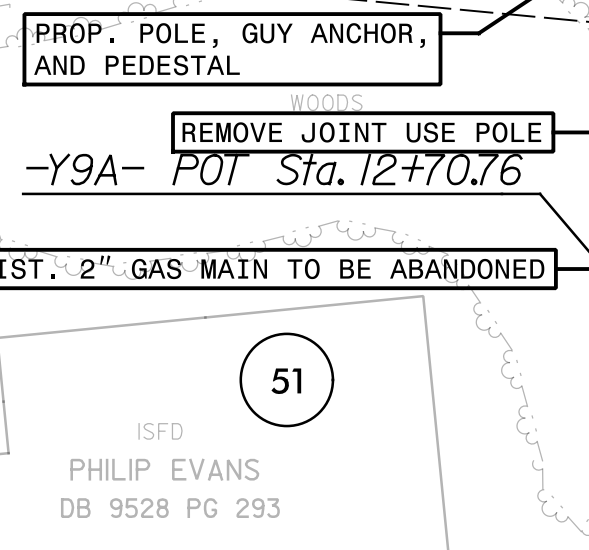 PROP. POLE, GUY ANCHOR,
AND PEDESTAL
WOODS
REMOVE JOINT USE POLE
-Y9A- POT Sta. 12+70.76
IST. 2" GAS MAIN TO BE ABANDONED
51
ISFD
PHILIP EVANS
DB 9528 PG 293